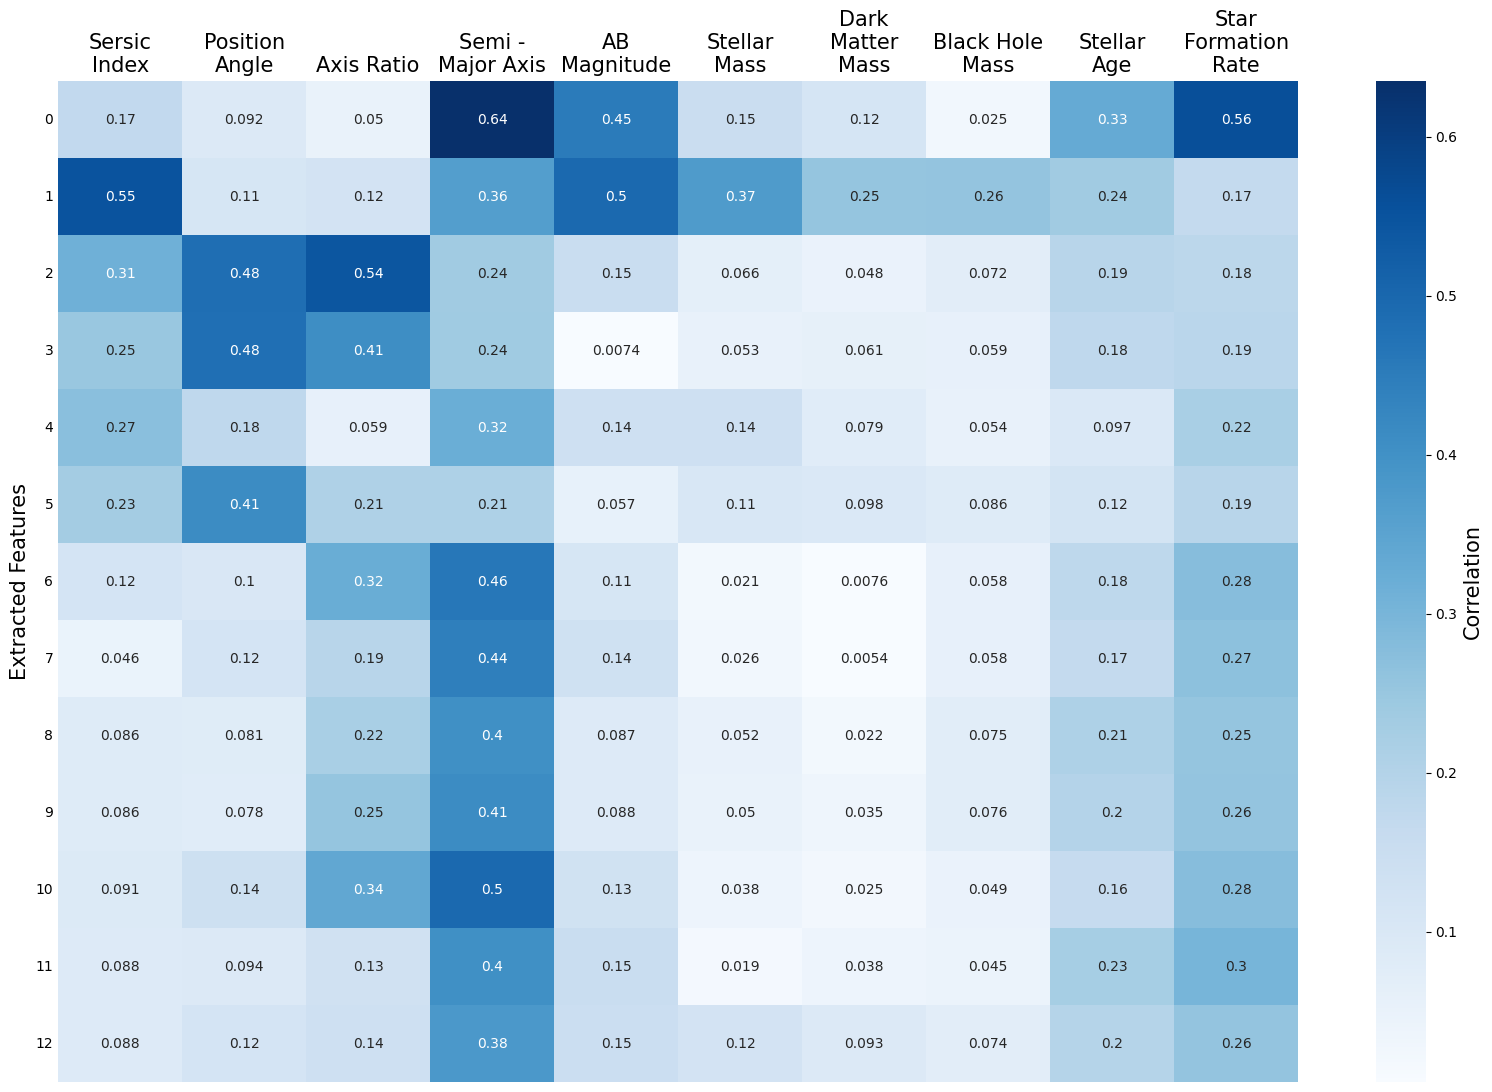 Sersic
Index
Position
Angle
Axis Ratio
Semi -
Major Axis
AB
Magnitude
Stellar
Mass
Dark
Matter
Mass
Black Hole
Mass
Stellar
Age
Star
Formation
Rate
Extracted Features
0 0.17 0.092 0.05 0.64 0.45 0.15 0.12 0.025 0.33 0.56
1 0.55 0.11 0.12 0.36 0.5 0.37 0.25 0.26 0.24 0.17
2 0.31 0.48 0.54 0.24 0.15 0.066 0.048 0.072 0.19 0.18
3 0.25 0.48 0.41 0.24 0.0074 0.053 0.061 0.059 0.18 0.19
4 0.27 0.18 0.059 0.32 0.14 0.14 0.079 0.054 0.097 0.22
5 0.23 0.41 0.21 0.21 0.057 0.11 0.098 0.086 0.12 0.19
6 0.12 0.1 0.32 0.46 0.11 0.021 0.0076 0.058 0.18 0.28
7 0.046 0.12 0.19 0.44 0.14 0.026 0.0054 0.058 0.17 0.27
8 0.086 0.081 0.22 0.4 0.087 0.052 0.022 0.075 0.21 0.25
9 0.086 0.078 0.25 0.41 0.088 0.05 0.035 0.076 0.2 0.26
10 0.091 0.14 0.34 0.5 0.13 0.038 0.025 0.049 0.16 0.28
11 0.088 0.094 0.13 0.4 0.15 0.019 0.038 0.045 0.23 0.3
12 0.088 0.12 0.14 0.38 0.15 0.12 0.093 0.074 0.2 0.26
0.6
0.5
0.4
0.3
0.2
0.1
Correlation